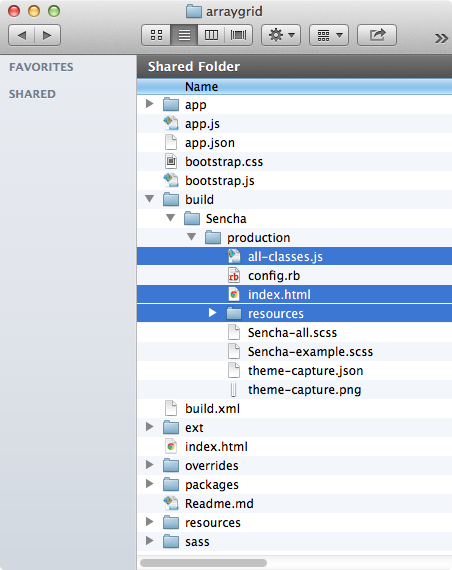 arraygrid
FAVORITES
SHARED
Shared Folder
Name
app
app.js
app.json
bootstrap.css
bootstrap.js
build
Sencha
production
all-classes.js
rb config.rb
index.html
resources
Sencha-all.scss
Sencha-example.scss
theme-capture.json
theme-capture.png
build.xml
ext
index.html
overrides
packages
Readme.md
resources
sass